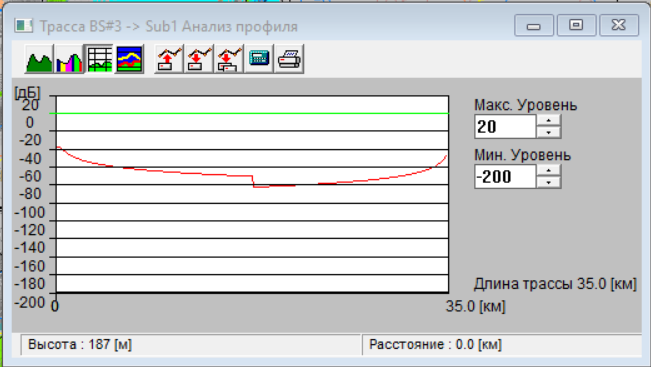 Трасса BS#3 -> Sub1 Анализ профиля
[дБ]
20
0
-20
-40
-60
-80
-100
-120
-140
-160
-180
-200
0
35.0 [км]
Макс. Уровень
20
Мин. Уровень
-200
Длина трассы 35.0 [км]
Высота : 187 [м]
Расстояние : 0.0 [км]